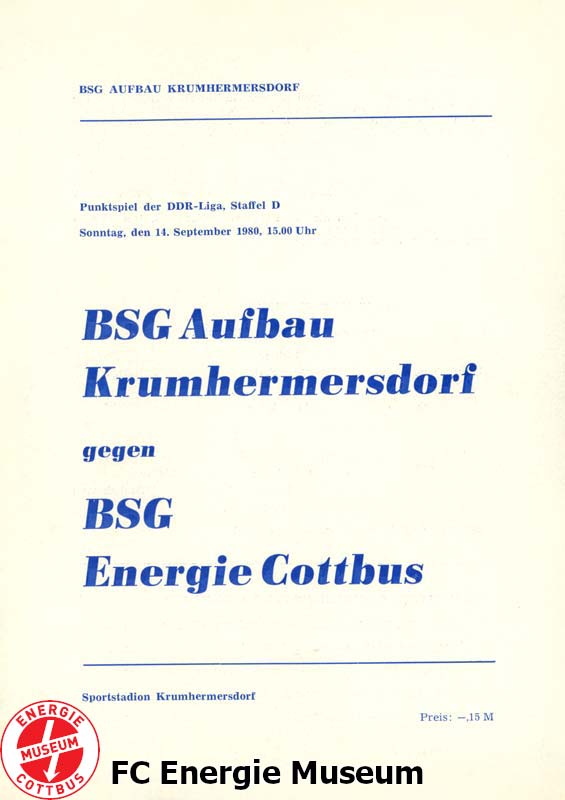 BSG AUFBAU KRUMHERMERSDORF
Punktspiel der DDR-Liga, Staffel D
Sonntag, den 14. September 1980, 15.00 Uhr
BSG Aufbau
Krumhermersdorf
gegen
BSG
Energie Cottbus
Sportstadion Krumhermersdorf
Preis: –,15 M
ENERGIE
MUSEUM
COTTBUS
FC Energie Museum